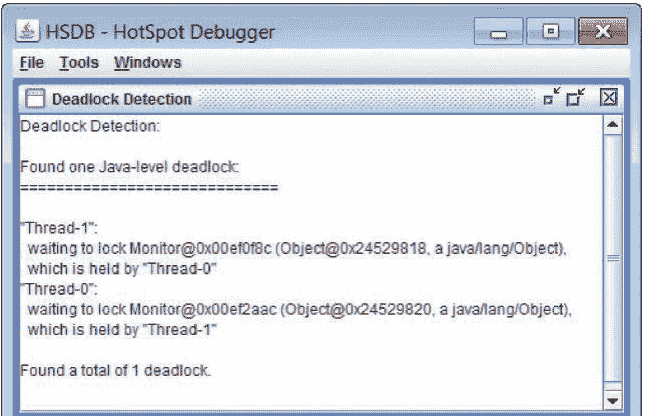 HSDB - HotSpot Debugger
File Tools Windows
Deadlock Detection
Deadlock Detection:
Found one Java-level deadlock:
=============================
"Thread-1":
waiting to lock Monitor@0x00ef0f8c (Object@0x24529818, a java/lang/Object),
which is held by "Thread-0"
"Thread-0":
waiting to lock Monitor@0x00ef2aac (Object@0x24529820, a java/lang/Object),
which is held by "Thread-1"
Found a total of 1 deadlock.